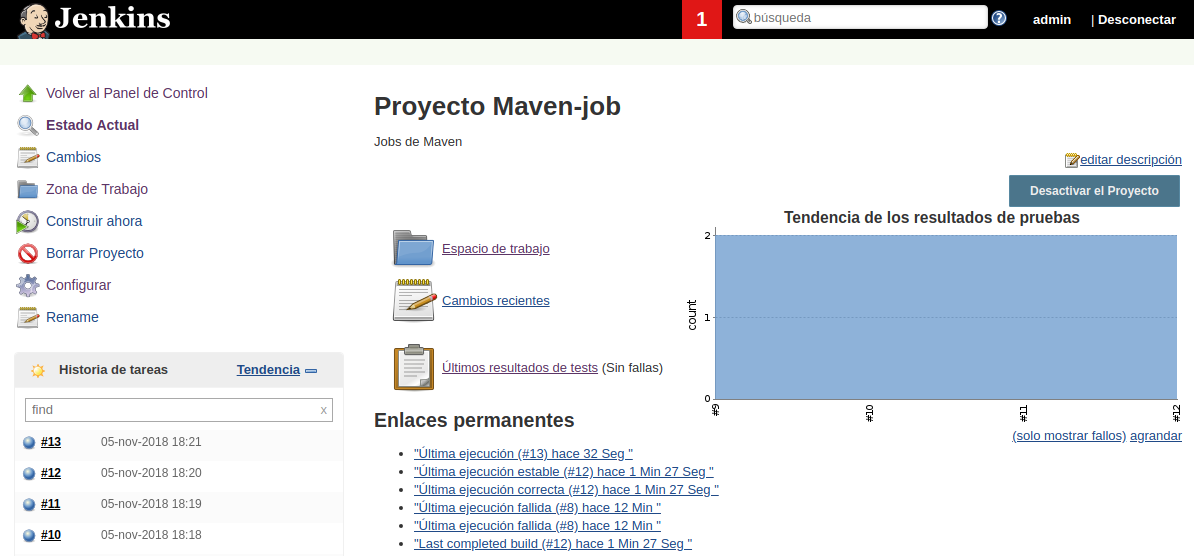 Jenkins
1
búsqueda
?
admin
| Desconectar
Volver al Panel de Control
Estado Actual
Cambios
Zona de Trabajo
Construir ahora
Borrar Proyecto
Configurar
Rename
Historia de tareas
Tendencia
find
x
#13 05-nov-2018 18:21
#12 05-nov-2018 18:20
#11 05-nov-2018 18:19
#10 05-nov-2018 18:18
Proyecto Maven-job
Jobs de Maven
editar descripción
Desactivar el Proyecto
Espacio de trabajo
Cambios recientes
Últimos resultados de tests (Sin fallas)
Tendencia de los resultados de pruebas
2
1
0
count
#9
#10
#11
#12
(solo mostrar fallos) agrandar
Enlaces permanentes
"Última ejecución (#13) hace 32 Seg "
"Última ejecución estable (#12) hace 1 Min 27 Seg "
"Última ejecución correcta (#12) hace 1 Min 27 Seg "
"Última ejecución fallida (#8) hace 12 Min "
"Última ejecución fallida (#8) hace 12 Min "
"Last completed build (#12) hace 1 Min 27 Seg "